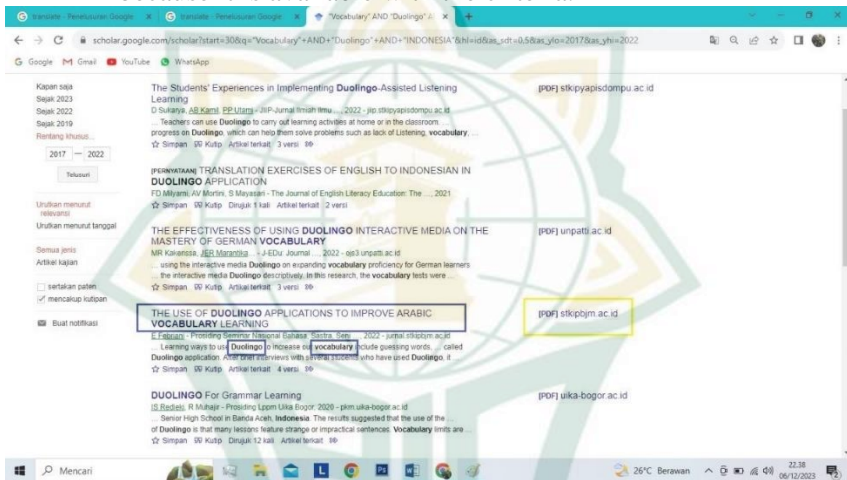 translate - Penelusuran Google
translate - Penelusuran Google
"Vocabulary" AND "Duolingo" A
scholar.google.com/scholar?start=30&q="Vocabulary"+AND+"Duolingo"+AND+"INDONESIA"&hl=id&as_sdt=0.5&as_ylo=2017&as_yhi=2022
Google Gmail YouTube WhatsApp
Kapan saja
Sejak 2023
Sejak 2022
Sejak 2019
Rentang khusus...
2017 — 2022
Telusuri
Urutkan menurut
relevansi
Urutkan menurut tanggal
Semua jenis
Artikel kajian
sertakan paten
mencakup kutipan
Buat notifikasi
The Students' Experiences in Implementing Duolingo-Assisted Listening
Learning
D Sukarya, AB Kamil, PP Utami - JIIP-Jurnal Ilmiah Ilmu ..., 2022 - jiip.stkipyapisdompu.ac.id
... Teachers can use Duolingo to carry out learning activities at home or in the classroom. ...
progress on Duolingo, which can help them solve problems such as lack of Listening, vocabulary, ...
Simpan Kutip Artikel terkait 3 versi
[PDF] stkipyapisdompu.ac.id
[PERNYATAAN] TRANSLATION EXERCISES OF ENGLISH TO INDONESIAN IN
DUOLINGO APPLICATION
FD Milyarni, AV Mortini, S Mayasari - The Journal of English Literacy Education: The ..., 2021
Simpan Kutip Dirujuk 1 kali Artikel terkait 2 versi
THE EFFECTIVENESS OF USING DUOLINGO INTERACTIVE MEDIA ON THE
MASTERY OF GERMAN VOCABULARY
MR Kakerissa, JER Marantika... - J-EDu: Journal ..., 2022 - ojs3.unpatti.ac.id
... using the interactive media Duolingo on expanding vocabulary proficiency for German learners
... the interactive media Duolingo descriptively. In this research, the vocabulary tests were ...
Simpan Kutip Artikel terkait 3 versi
[PDF] unpatti.ac.id
THE USE OF DUOLINGO APPLICATIONS TO IMPROVE ARABIC
VOCABULARY LEARNING
E Febriani - Prosiding Seminar Nasional Bahasa, Sastra, Seni ..., 2022 - jurnal.stkipbjm.ac.id
... Learning ways to use Duolingo to increase our vocabulary include guessing words, ... called
Duolingo application. After brief interviews with several students who have used Duolingo, it ...
Simpan Kutip Artikel terkait 4 versi
[PDF] stkipbjm.ac.id
DUOLINGO For Grammar Learning
IS Redjeki, R Muhajir - Prosiding Lppm Uika Bogor, 2020 - pkm.uika-bogor.ac.id
... Senior High School in Banda Aceh, Indonesia. The results suggested that the use of the ...
of Duolingo is that many lessons feature strange or impractical sentences. Vocabulary limits are ...
Simpan Kutip Dirujuk 12 kali Artikel terkait
[PDF] uika-bogor.ac.id
Mencari
26°C Berawan
22.38
06/12/2023